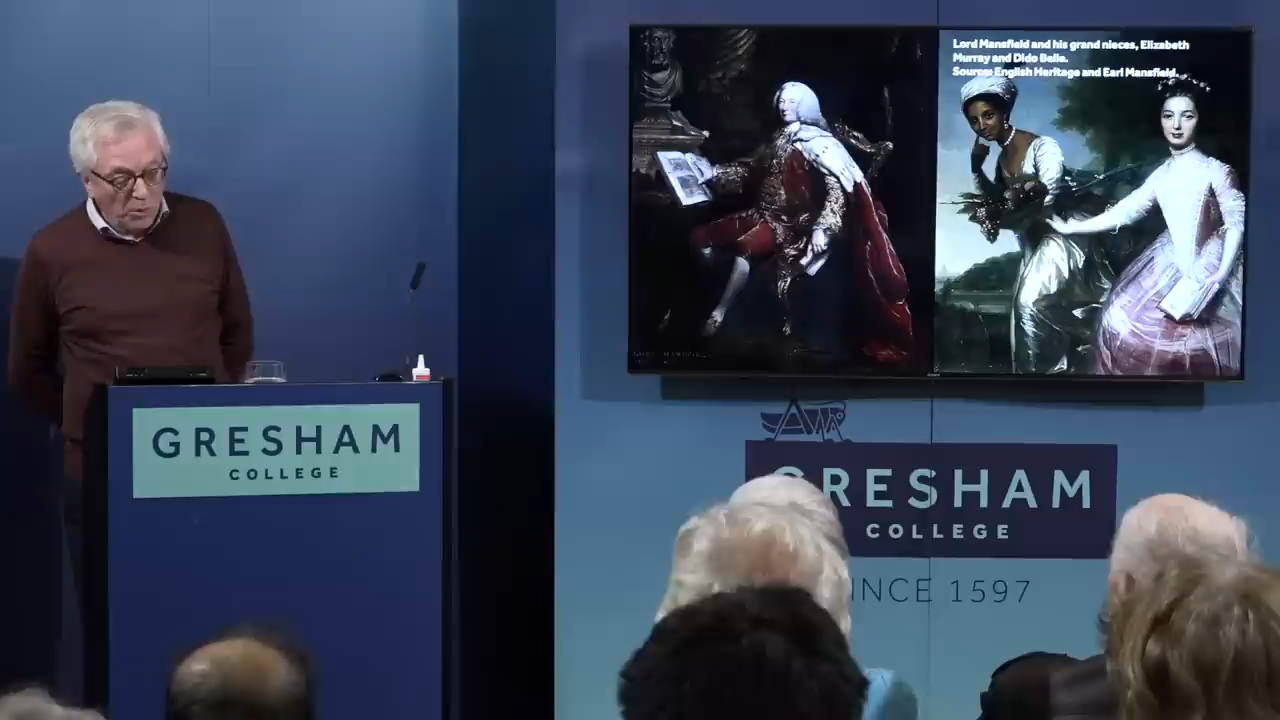 Lord Mansfield and his grand nieces, Elizabeth
Murray and Dido Belle.
Source: English Heritage and Earl Mansfield.
GRESHAM
COLLEGE
RESHAM
COLLEGE
INCE 1597